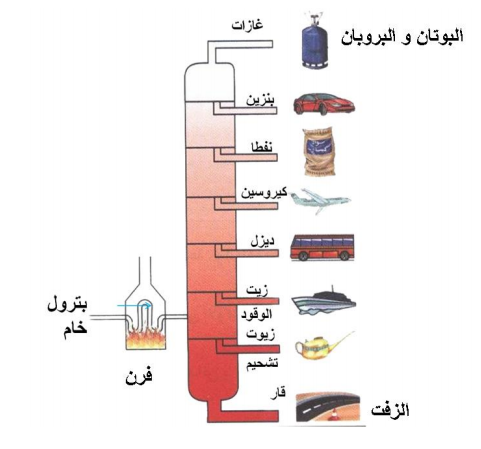 غازات
البوتان و البروبان
بنزين
نفطا
كيروسين
ديزل
زيت
الوقود
زيوت
تشحيم
قار
الزفت
بترول
خام
فرن